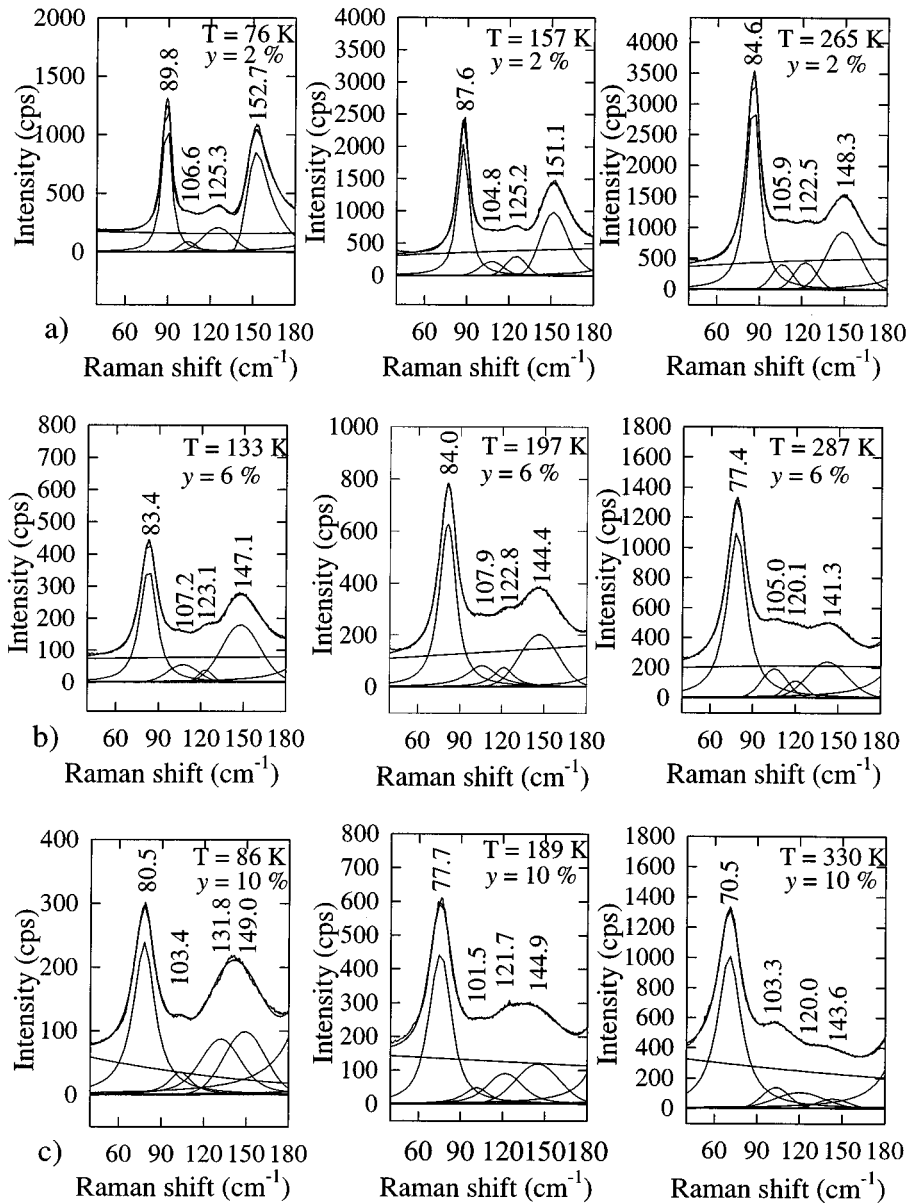 2000
1500
1000
500
0
Intensity (cps)
T = 76 K
y = 2 %
89.8
106.6
125.3
152.7
60 90 120 150 180
Raman shift (cm-1)
4000
3500
3000
2500
2000
1500
1000
500
0
Intensity (cps)
T = 157 K
y = 2 %
87.6
104.8
125.2
151.1
60 90 120 150 180
Raman shift (cm-1)
4000
3500
3000
2500
2000
1500
1000
500
0
Intensity (cps)
T = 265 K
y = 2 %
84.6
105.9
122.5
148.3
60 90 120 150 180
Raman shift (cm-1)
a)
800
700
600
500
400
300
200
100
0
Intensity (cps)
T = 133 K
y = 6 %
83.4
107.2
123.1
147.1
60 90 120 150 180
Raman shift (cm-1)
1000
800
600
400
200
0
Intensity (cps)
T = 197 K
y = 6 %
84.0
107.9
122.8
144.4
60 90 120 150 180
Raman shift (cm-1)
1800
1600
1400
1200
1000
800
600
400
200
0
Intensity (cps)
T = 287 K
y = 6 %
77.4
105.0
120.1
141.3
60 90 120 150 180
Raman shift (cm-1)
b)
400
300
200
100
0
Intensity (cps)
T = 86 K
y = 10 %
80.5
103.4
131.8
149.0
60 90 120 150 180
Raman shift (cm-1)
800
700
600
500
400
300
200
100
0
Intensity (cps)
T = 189 K
y = 10 %
77.7
101.5
121.7
144.9
60 90 120 150 180
Raman shift (cm-1)
1800
1600
1400
1200
1000
800
600
400
200
0
Intensity (cps)
T = 330 K
y = 10 %
70.5
103.3
120.0
143.6
60 90 120 150 180
Raman shift (cm-1)
c)